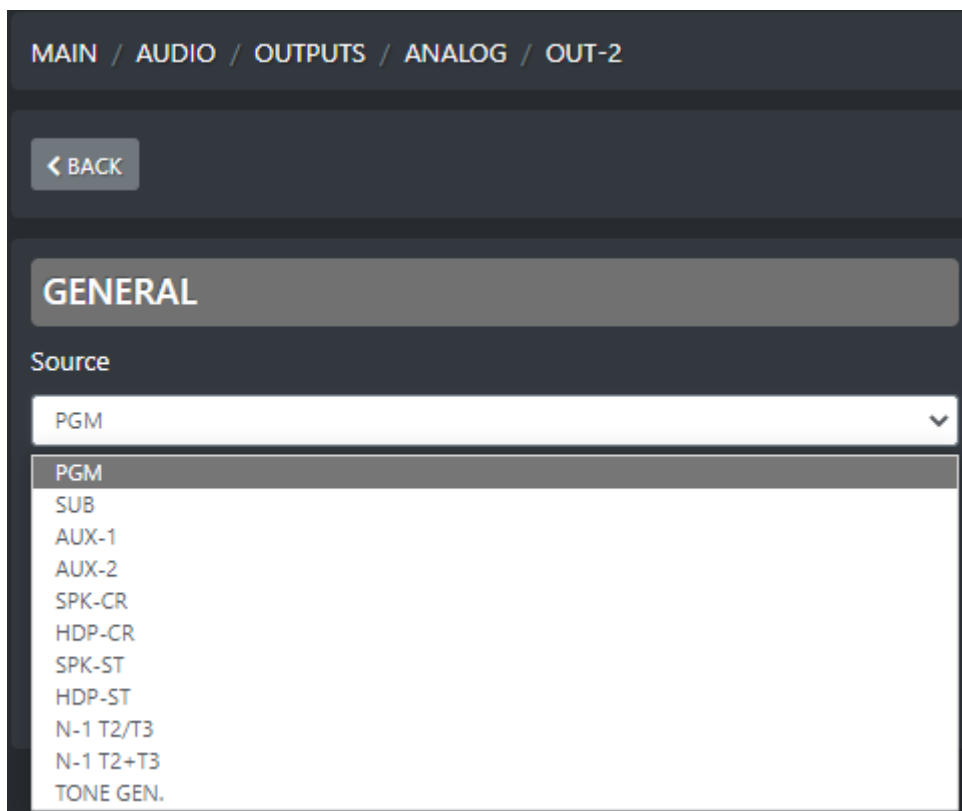 MAIN / AUDIO / OUTPUTS / ANALOG / OUT-2
BACK
GENERAL
Source
PGM
PGM
SUB
AUX-1
AUX-2
SPK-CR
HDP-CR
SPK-ST
HDP-ST
N-1 T2/T3
N-1 T2+T3
TONE GEN.